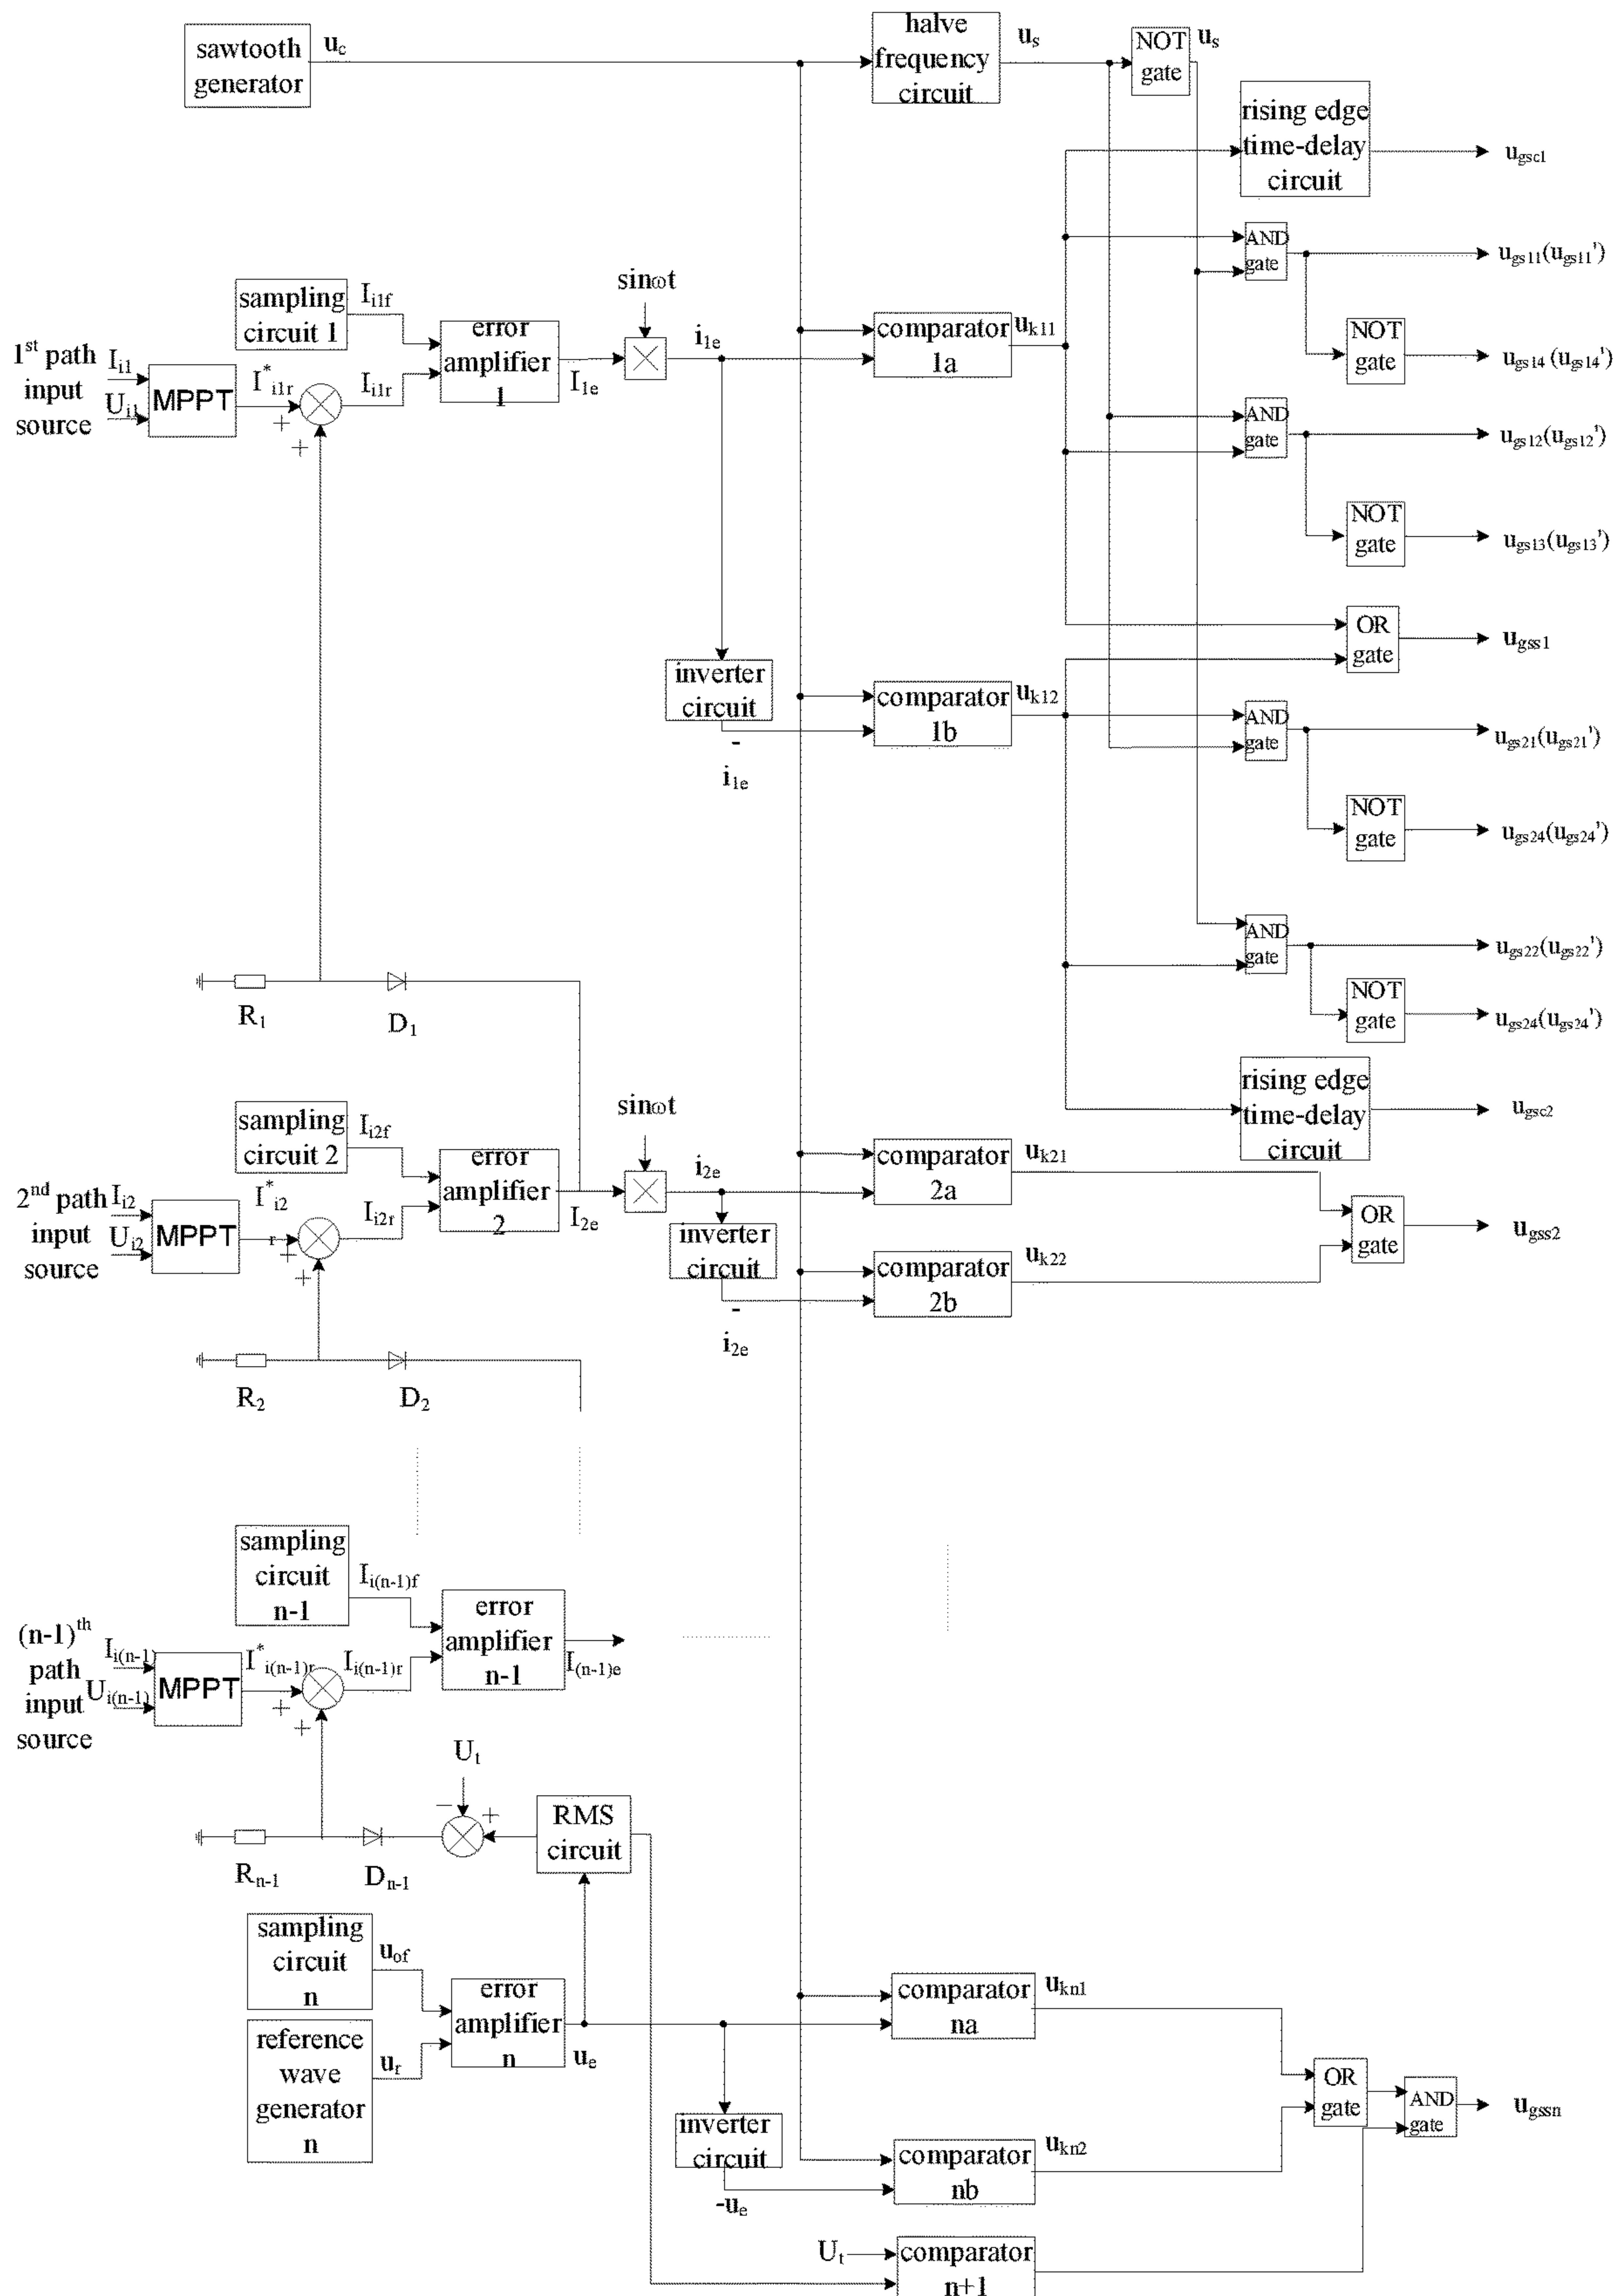 sawtooth
generator
u_c
halve
frequency
circuit
u_s
NOT
gate
u_s
rising edge
time-delay
circuit
u_gsc1
AND
gate
u_gs11(u_gs11')
NOT
gate
u_gs14 (u_gs14')
AND
gate
u_gs12(u_gs12')
NOT
gate
u_gs13(u_gs13')
OR
gate
u_gss1
1st path
input
source
I_i1
U_i1
MPPT
I*_i1r
+
+
sampling
circuit 1
I_i1f
I_i1r
error
amplifier
1
I_1e
sinωt
i_1e
comparator
1a
u_k11
inverter
circuit
-
i_1e
comparator
1b
u_k12
AND
gate
u_gs21(u_gs21')
NOT
gate
u_gs24(u_gs24')
AND
gate
u_gs22(u_gs22')
NOT
gate
u_gs24(u_gs24')
rising edge
time-delay
circuit
u_gsc2
R_1
D_1
2nd path
input
source
I_i2
U_i2
MPPT
I*_i2
r
+
+
sampling
circuit 2
I_i2f
I_i2r
error
amplifier
2
I_2e
sinωt
i_2e
comparator
2a
u_k21
inverter
circuit
-
i_2e
comparator
2b
u_k22
OR
gate
u_gss2
R_2
D_2
(n-1)th
path
input
source
I_i(n-1)
U_i(n-1)
MPPT
I*_i(n-1)r
+
+
sampling
circuit
n-1
I_i(n-1)f
I_i(n-1)r
error
amplifier
n-1
I_(n-1)e
R_n-1
D_n-1
U_t
−
+
RMS
circuit
sampling
circuit
n
u_of
reference
wave
generator
n
u_r
error
amplifier
n
u_e
comparator
na
u_kn1
inverter
circuit
-u_e
comparator
nb
u_kn2
U_t
comparator
n+1
OR
gate
AND
gate
u_gssn